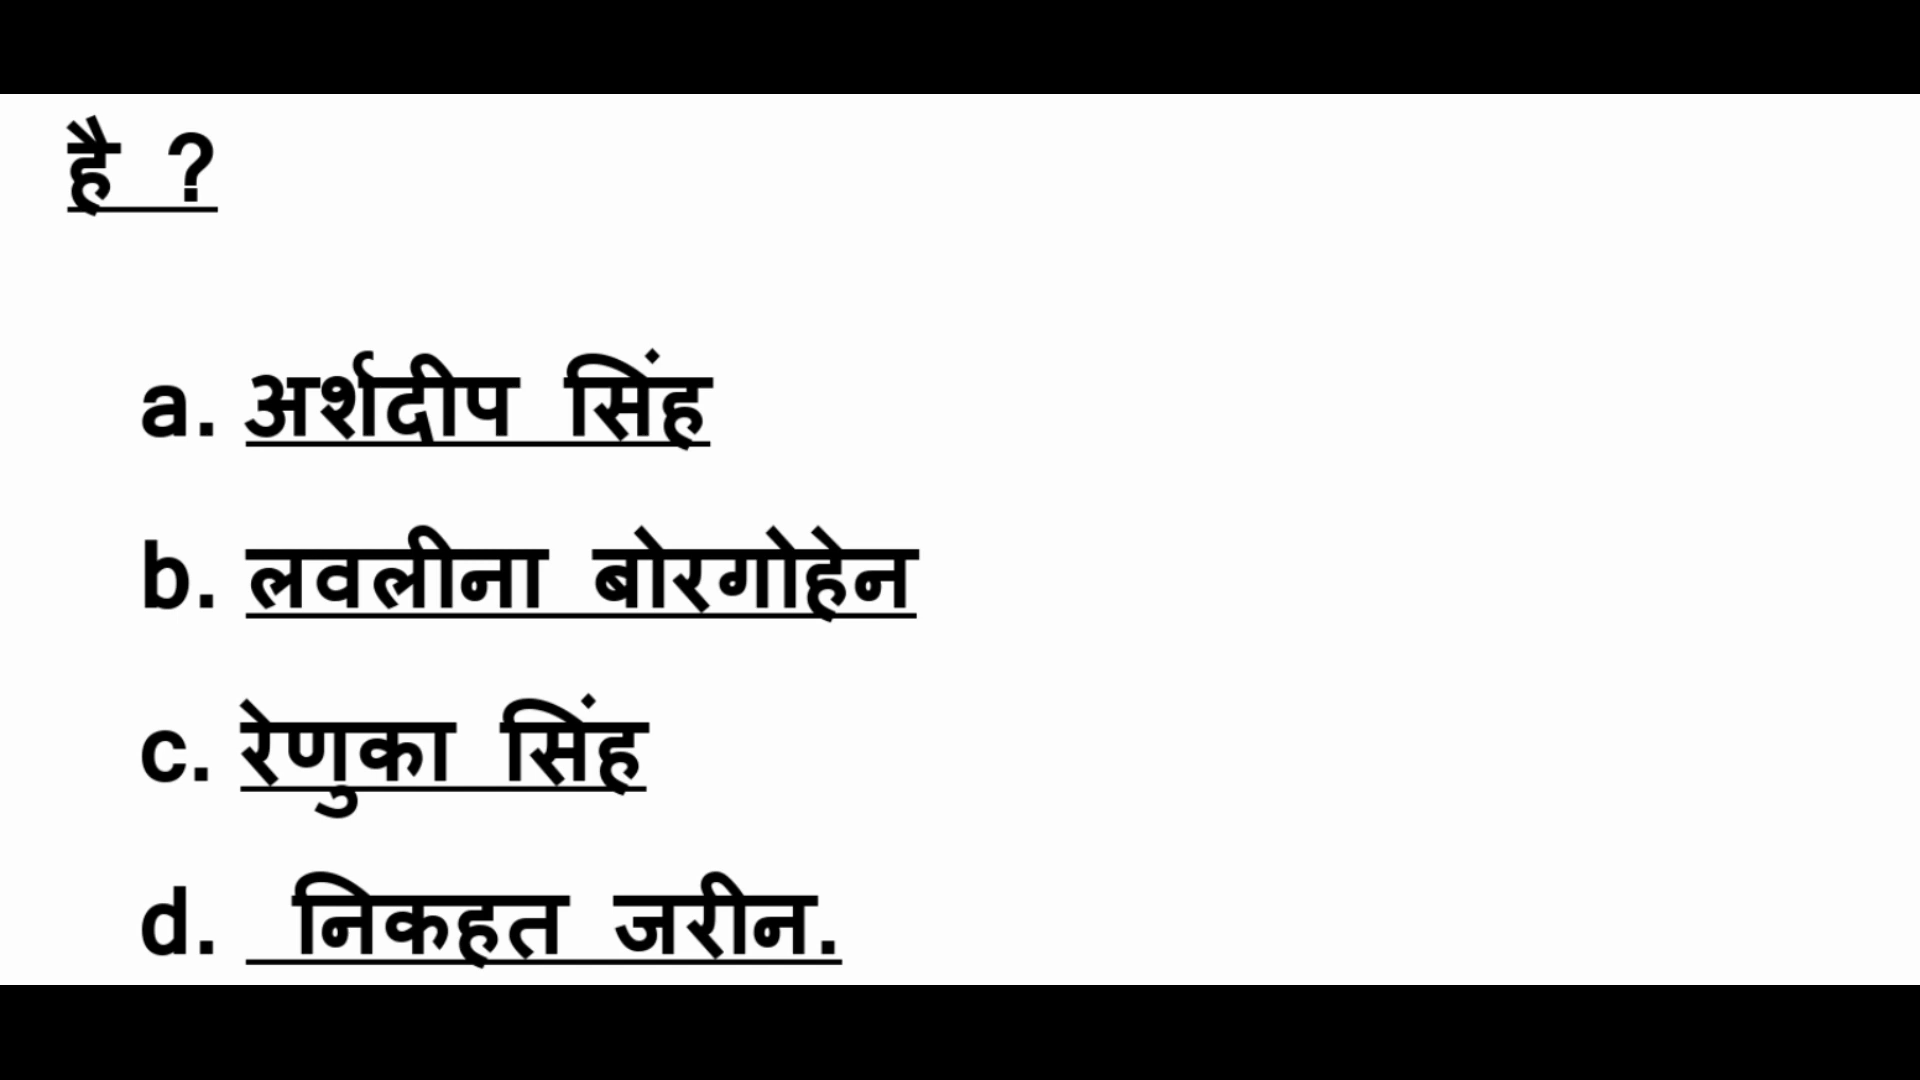 है ?
a. अर्शदीप सिंह
b. लवलीना बोरगोहेन
c. रेणुका सिंह
d. निकहत जरीन.